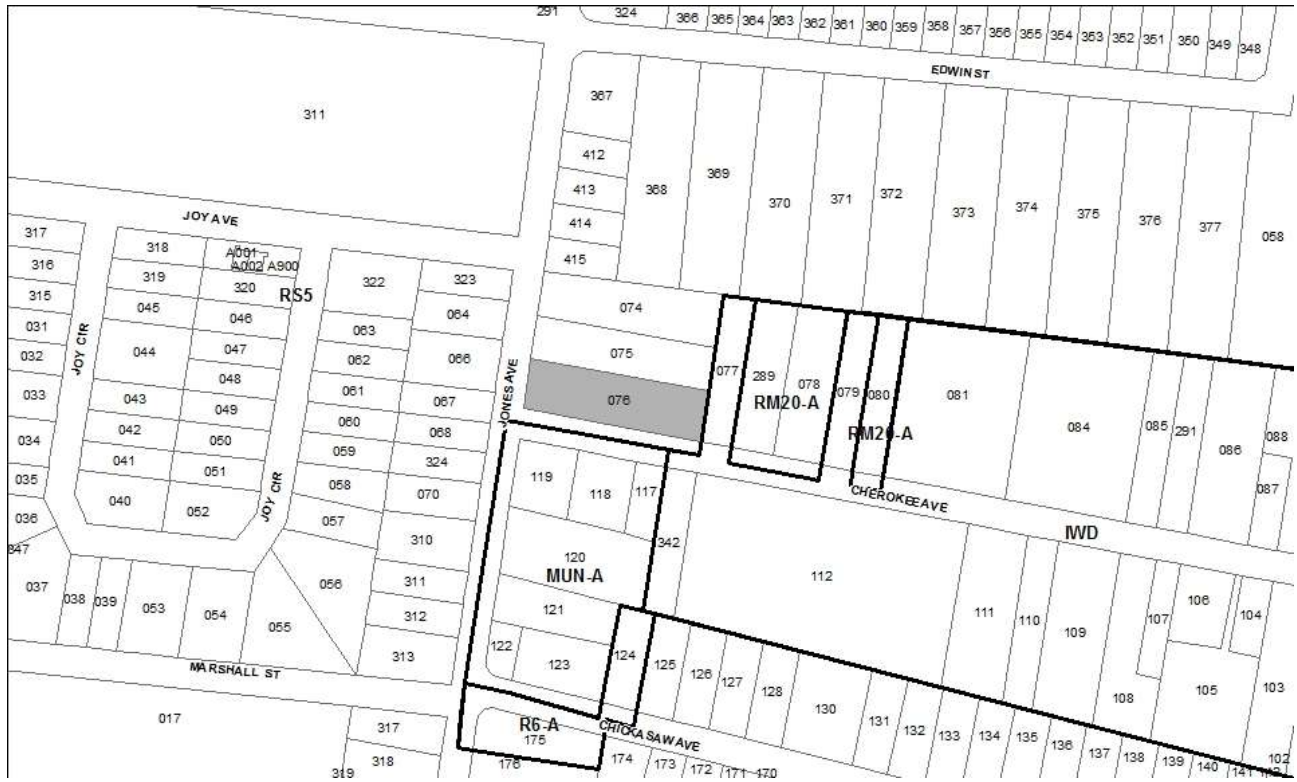 291 324 366 365 364 363 362 361 360 359 358 357 356 355 354 353 352 351 350 349 348
EDWIN ST
311 367 368 369 370 371 372 373 374 375 376 377 058
412
413
414
415
JOY AVE
317 318 A001 322 323
316 319 A002 A900
315 045 320 RS5 064
031 044 046 063 066
032 047 062
033 043 048 061 067
034 042 049 060 068
035 041 050 059 324
036 040 051 058 070
052 057 310
JOY CIR
JOY CIR
JONES AVE
074
075
076
077 289 078 079 080 081 084 085 291 086 088
087
RM20-A
RM20-A
CHEROKEE AVE
IWD
119 118 117 342 112 111 110 109 107 106 104
120
MUN-A
121
122 123 124 125 126 127 128 130 131 132 133 134 135 136 137 138 139 140 141
108 105 103
102
347 037 038 039 053 054 055 056 311
312
313
MARSHALL ST
017 317
318
319
R6-A
175
176
CHICKASAW AVE
174 173 172 171 170